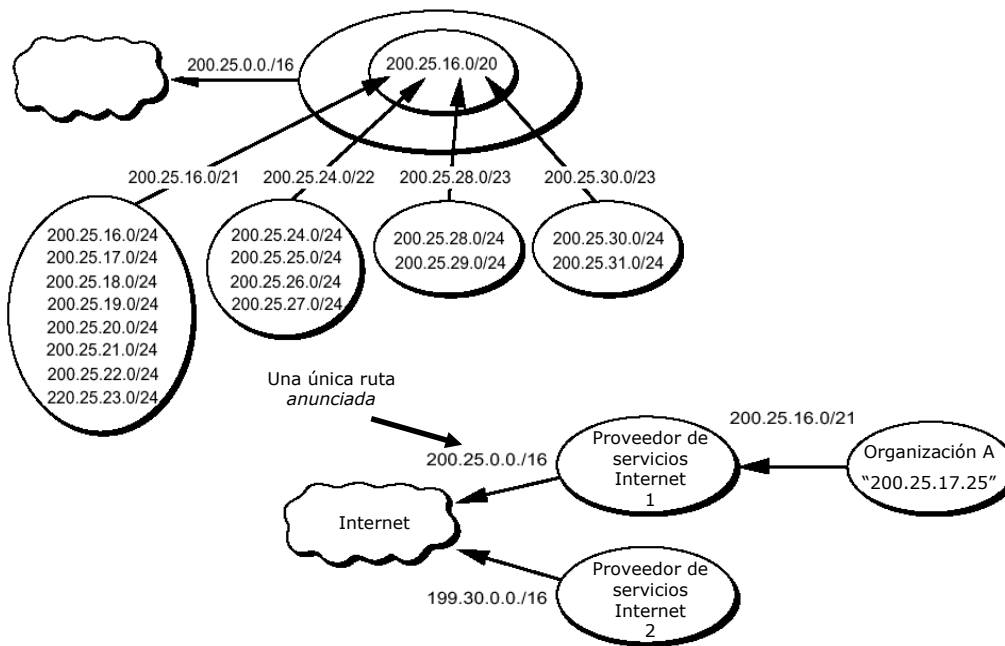 200.25.0.0./16
200.25.16.0/20
200.25.16.0/21
200.25.24.0/22
200.25.28.0/23
200.25.30.0/23
200.25.16.0/24
200.25.17.0/24
200.25.18.0/24
200.25.19.0/24
200.25.20.0/24
200.25.21.0/24
200.25.22.0/24
220.25.23.0/24
200.25.24.0/24
200.25.25.0/24
200.25.26.0/24
200.25.27.0/24
200.25.28.0/24
200.25.29.0/24
200.25.30.0/24
200.25.31.0/24
Una única ruta
anunciada
200.25.0.0./16
Proveedor de
servicios
Internet
1
200.25.16.0/21
Organización A
“200.25.17.25”
Internet
199.30.0.0./16
Proveedor de
servicios
Internet
2